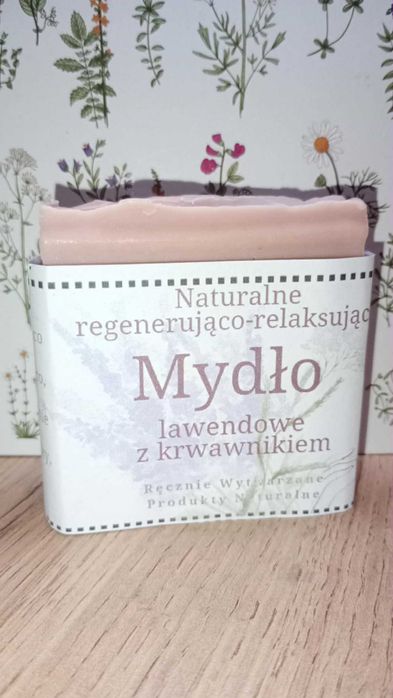 Naturalne
regenerująco-relaksując
Mydło
lawendowe
z krwawnikiem
Ręcznie Wytwarzane
Produkty Naturalne